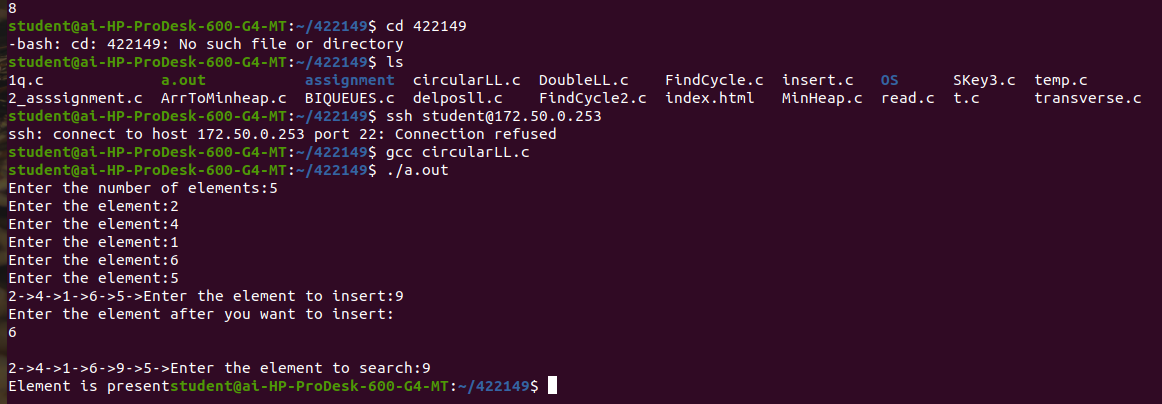 8
student@ai-HP-ProDesk-600-G4-MT:~/422149$ cd 422149
-bash: cd: 422149: No such file or directory
student@ai-HP-ProDesk-600-G4-MT:~/422149$ ls
1q.c a.out assignment circularLL.c DoubleLL.c FindCycle.c insert.c OS SKey3.c temp.c
2_asssignment.c ArrToMinheap.c BIQUEUES.c delposll.c FindCycle2.c index.html MinHeap.c read.c t.c transverse.c
student@ai-HP-ProDesk-600-G4-MT:~/422149$ ssh student@172.50.0.253
ssh: connect to host 172.50.0.253 port 22: Connection refused
student@ai-HP-ProDesk-600-G4-MT:~/422149$ gcc circularLL.c
student@ai-HP-ProDesk-600-G4-MT:~/422149$ ./a.out
Enter the number of elements:5
Enter the element:2
Enter the element:4
Enter the element:1
Enter the element:6
Enter the element:5
2->4->1->6->5->Enter the element to insert:9
Enter the element after you want to insert:
6
2->4->1->6->9->5->Enter the element to search:9
Element is presentstudent@ai-HP-ProDesk-600-G4-MT:~/422149$